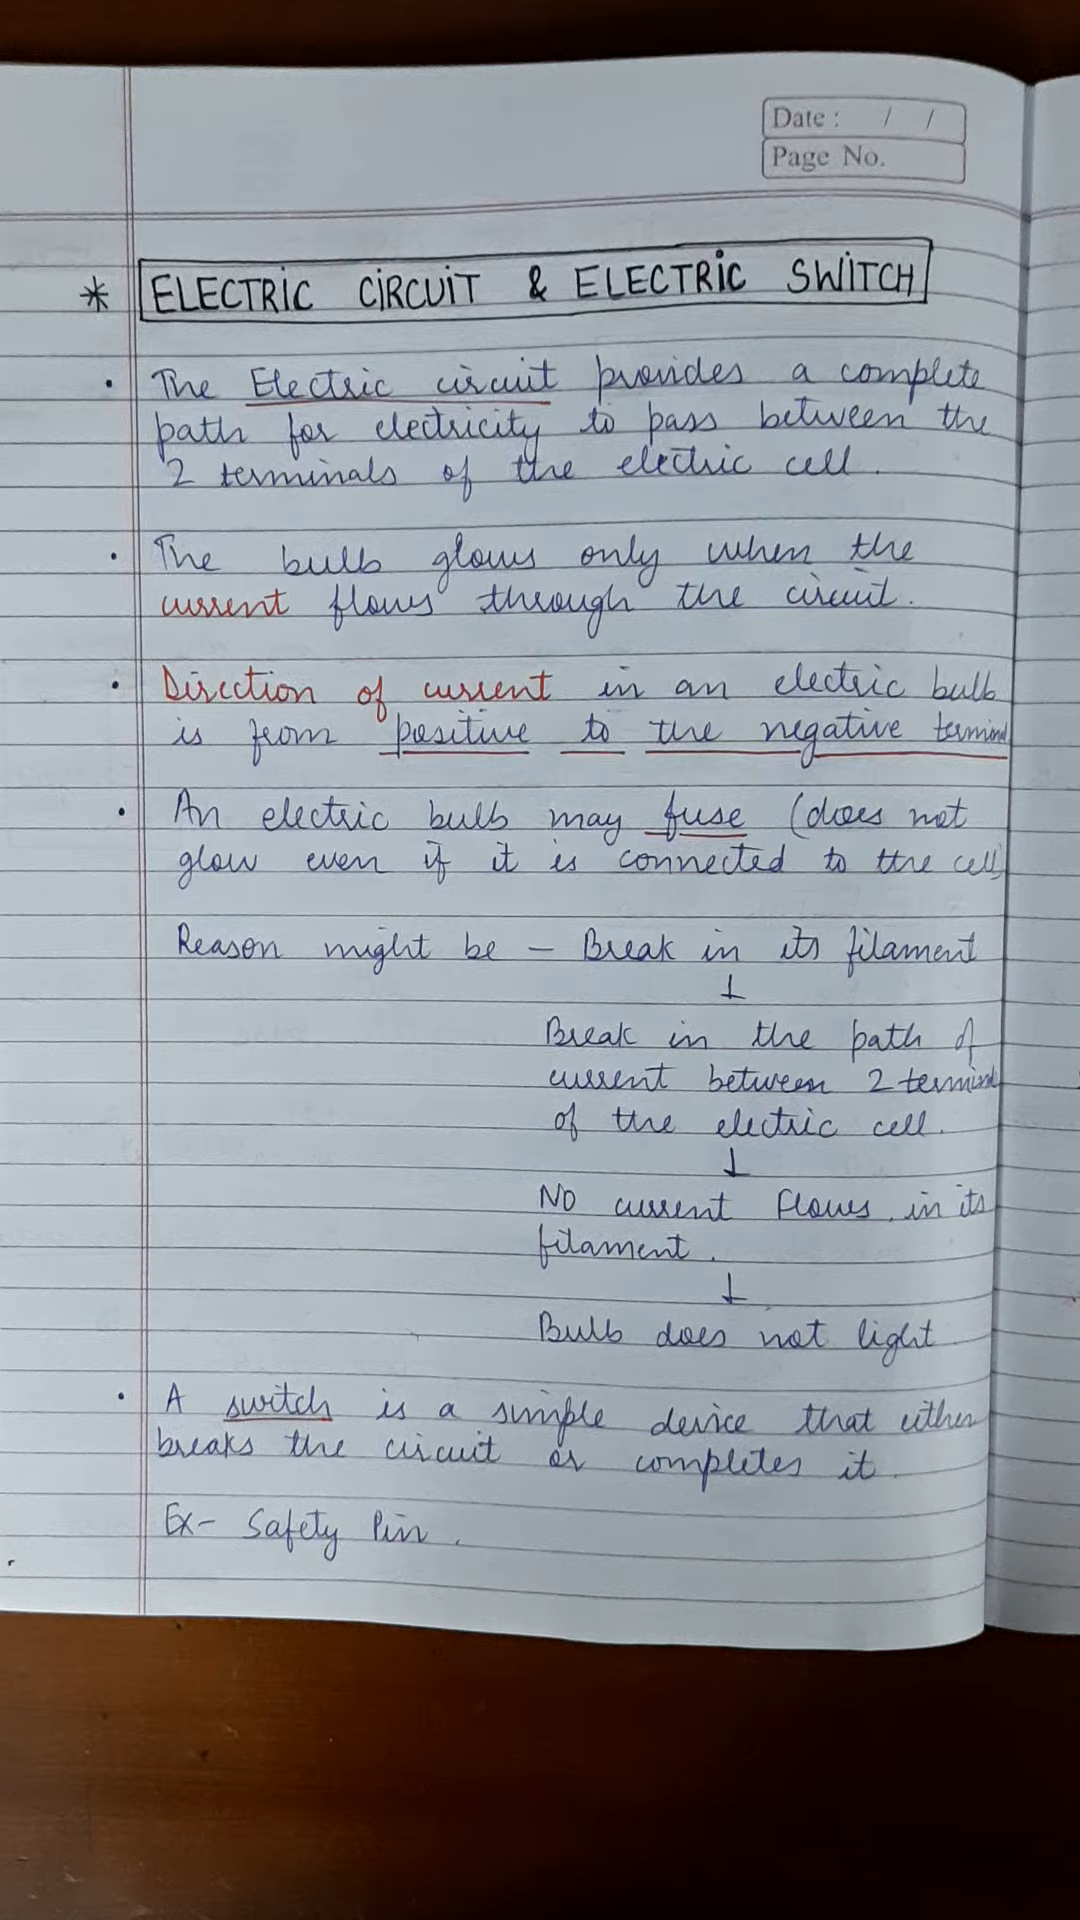 Date : / /
Page No.
* ELECTRIC CIRCUIT & ELECTRIC SWITCH
• The Electric circuit provides a complete
path for electricity to pass between the
2 terminals of the electric cell.
• The bulb glows only when the
current flows through the circuit.
• Direction of current in an electric bulb
is from positive to the negative termin
• An electric bulb may fuse (does not
glow even if it is connected to the cell
Reason might be – Break in its filament
↓
Break in the path of
current between 2 termin
of the electric cell.
↓
NO current flows in its
filament.
↓
Bulb does not light
• A switch is a simple device that either
breaks the circuit or completes it.
Ex- Safety Pin.